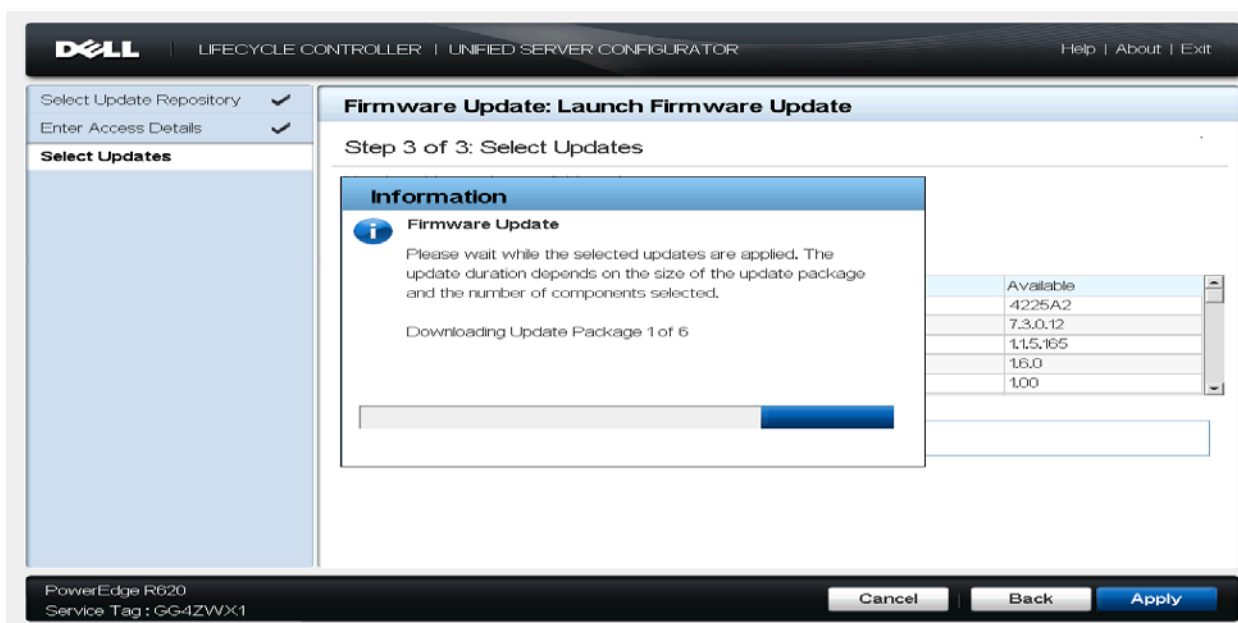 DELL LIFECYCLE CONTROLLER | UNIFIED SERVER CONFIGURATOR Help | About | Exit
Select Update Repository
Enter Access Details
Select Updates
Firmware Update: Launch Firmware Update
Step 3 of 3: Select Updates
Information
Firmware Update
Please wait while the selected updates are applied. The
update duration depends on the size of the update package
and the number of components selected.
Downloading Update Package 1 of 6
Available
4225A2
7.3.0.12
1.1.5.165
1.6.0
1.00
PowerEdge R620
Service Tag : GG4ZWX1
Cancel | Back Apply